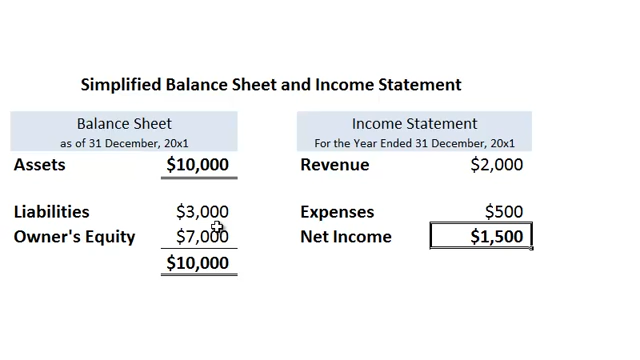 Simplified Balance Sheet and Income Statement
Balance Sheet
as of 31 December, 20x1
Assets $10,000
Liabilities $3,000
Owner's Equity $7,000
$10,000
Income Statement
For the Year Ended 31 December, 20x1
Revenue $2,000
Expenses $500
Net Income $1,500